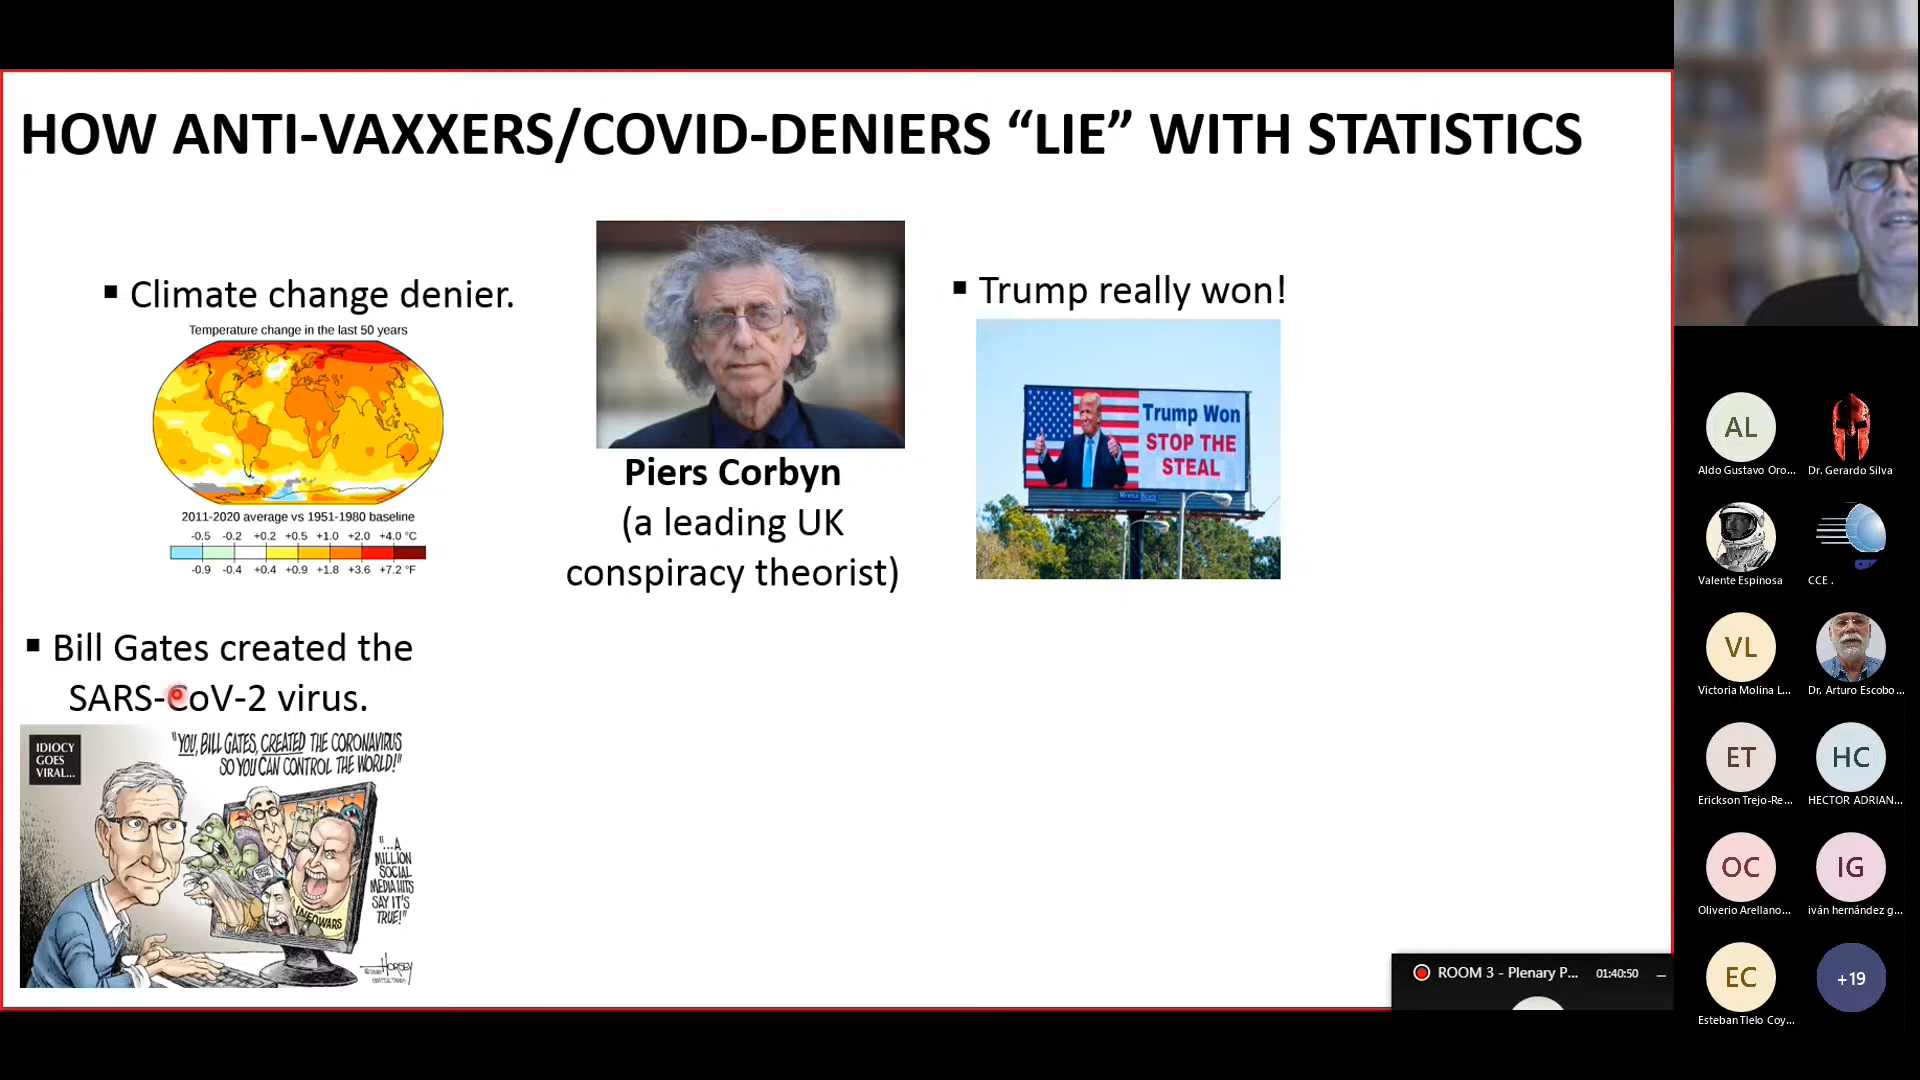 HOW ANTI-VAXXERS/COVID-DENIERS “LIE” WITH STATISTICS
▪ Climate change denier.
Temperature change in the last 50 years
2011-2020 average vs 1951-1980 baseline
-0.5 -0.2 +0.2 +0.5 +1.0 +2.0 +4.0 °C
-0.9 -0.4 +0.4 +0.9 +1.8 +3.6 +7.2 °F
Piers Corbyn
(a leading UK
conspiracy theorist)
▪ Trump really won!
Trump Won
STOP THE
STEAL
▪ Bill Gates created the
SARS-CoV-2 virus.
IDIOCY
GOES
VIRAL...
"YOU, BILL GATES, CREATED THE CORONAVIRUS
SO YOU CAN CONTROL THE WORLD!"
"...A
MILLION
SOCIAL
MEDIA HITS
SAY IT'S
TRUE!"
INFOWARS
HORSEY
ROOM 3 - Plenary P... 01:40:50
AL
Aldo Gustavo Oro...
Dr. Gerardo Silva
Valente Espinosa
CCE .
VL
Victoria Molina L...
Dr. Arturo Escobo...
ET
Erickson Trejo-Re...
HC
HECTOR ADRIAN...
OC
Oliverio Arellano...
IG
iván hernández g...
EC
Esteban Tlelo Coy...
+19